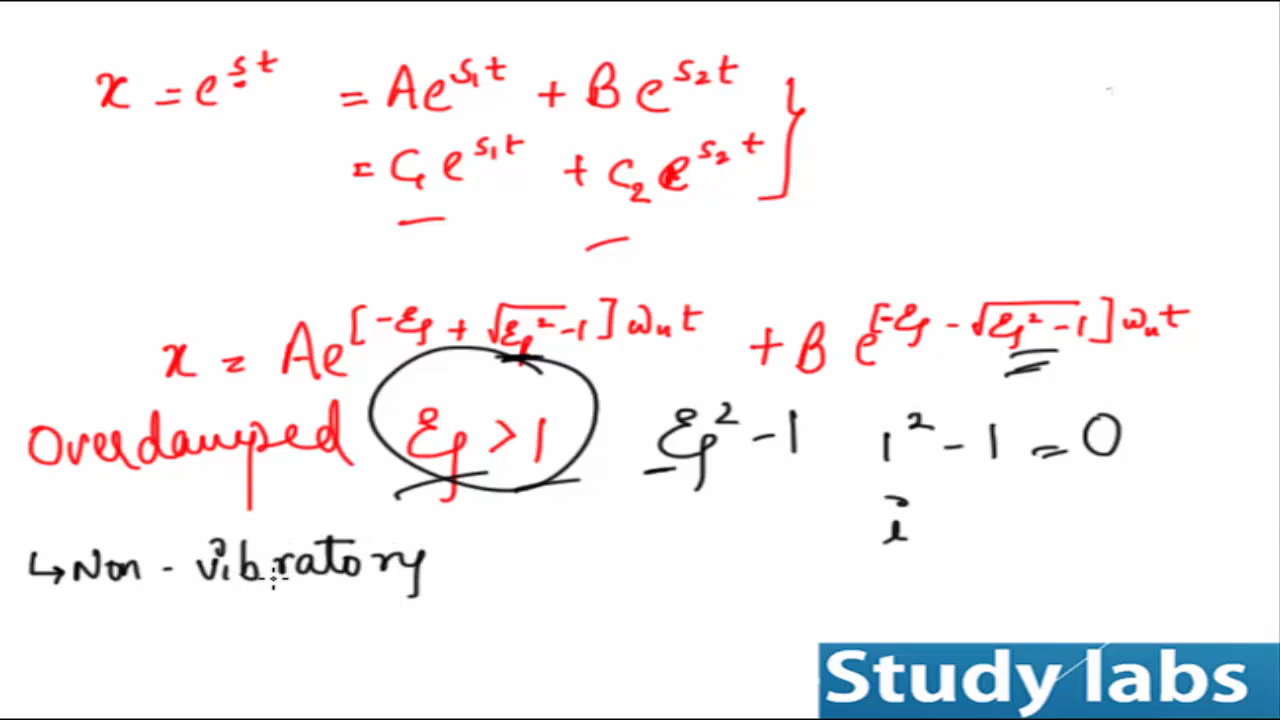 x = e^{st} = Ae^{s₁t} + Be^{s₂t}
= C₁e^{s₁t} + C₂e^{s₂t} }
x = Ae^{[-ξ + √(ξ²-1)]ωₙt} + Be^{[-ξ - √(ξ²-1)]ωₙt}
Overdamped ξ > 1 ξ² - 1 1² - 1 = 0
i
↳ Non - vibratory
Study labs